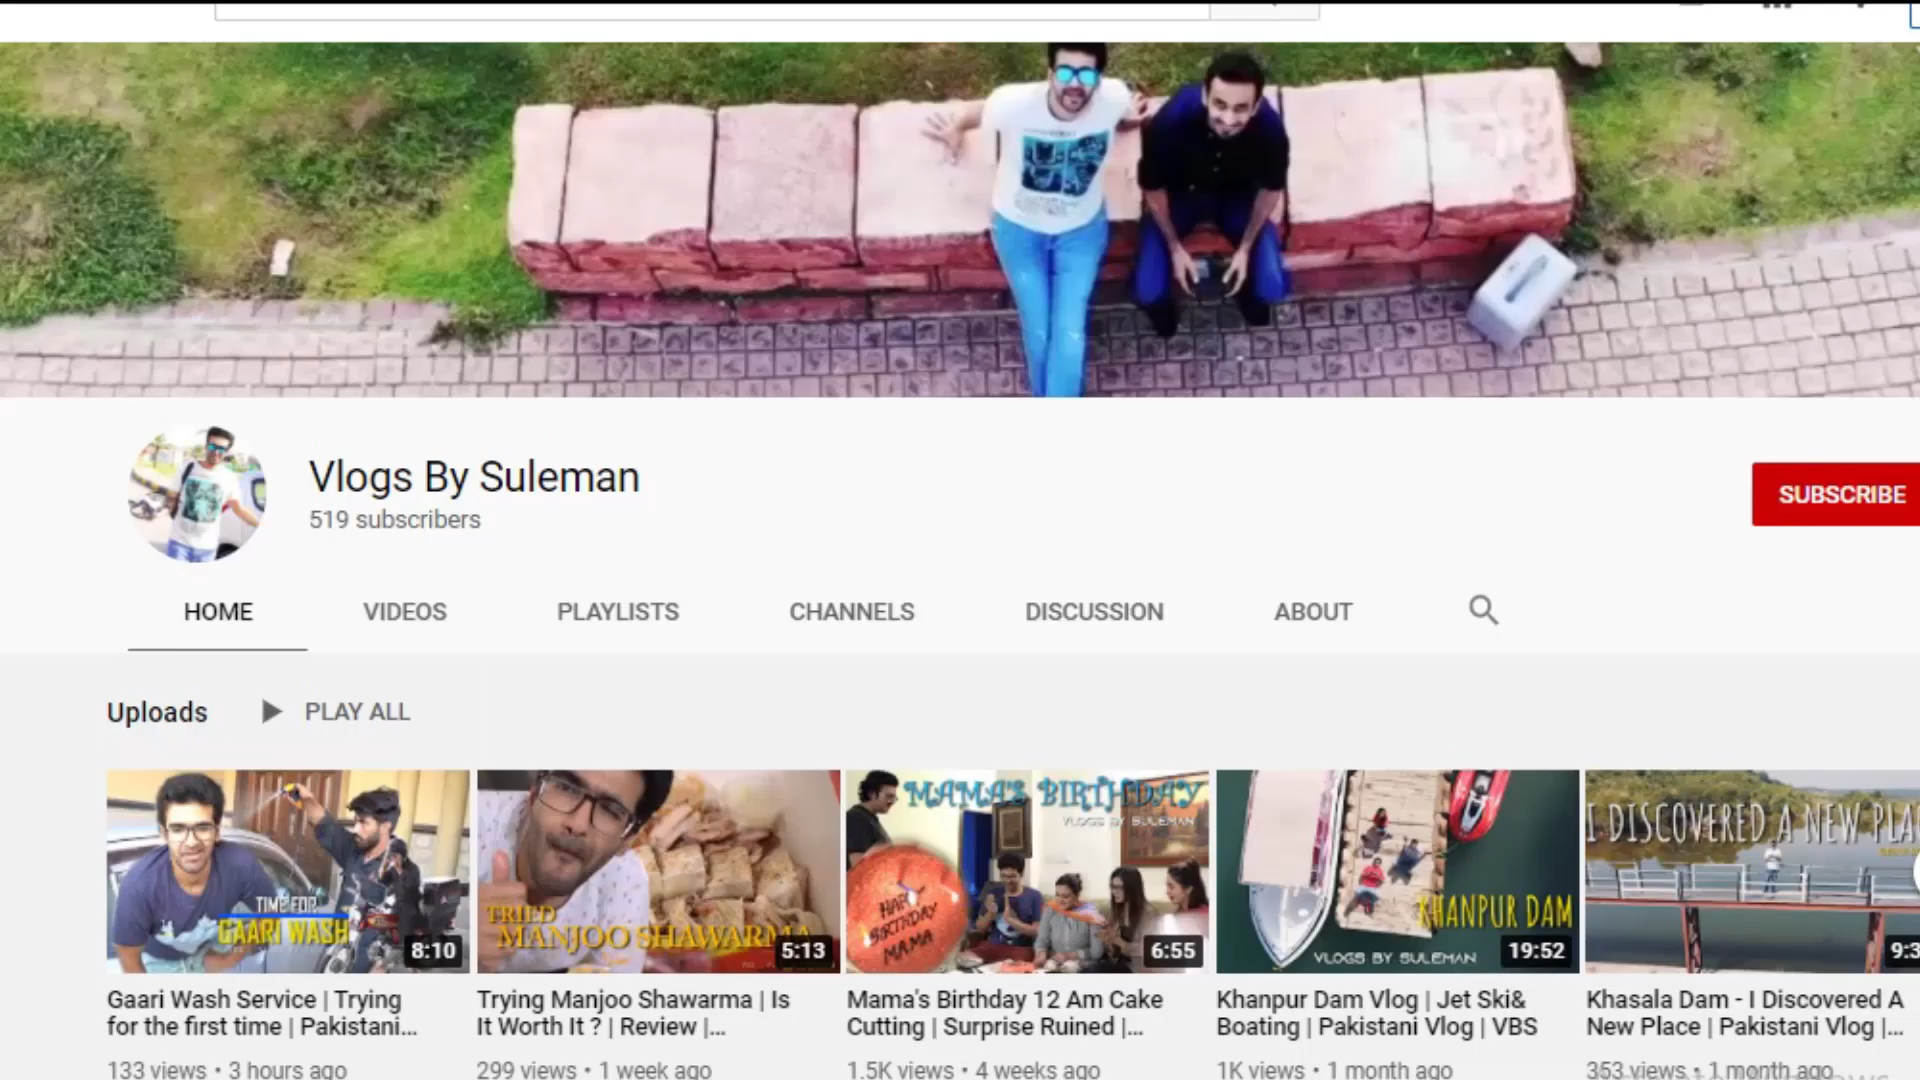 Vlogs By Suleman
519 subscribers
SUBSCRIBE
HOME
VIDEOS
PLAYLISTS
CHANNELS
DISCUSSION
ABOUT
Uploads
PLAY ALL
TIME FOR
GAARI WASH
8:10
TRIED
MANJOO SHAWARMA
5:13
MAMA'S BIRTHDAY
VLOGS BY SULEMAN
HAPPY
BIRTHDAY
MAMA
6:55
KHANPUR DAM
VLOGS BY SULEMAN
19:52
I DISCOVERED A NEW PLA
9:3
Gaari Wash Service | Trying
for the first time | Pakistani...
133 views • 3 hours ago
Trying Manjoo Shawarma | Is
It Worth It ? | Review |...
299 views • 1 week ago
Mama's Birthday 12 Am Cake
Cutting | Surprise Ruined |...
1.5K views • 4 weeks ago
Khanpur Dam Vlog | Jet Ski&
Boating | Pakistani Vlog | VBS
1K views • 1 month ago
Khasala Dam - I Discovered A
New Place | Pakistani Vlog |...
353 views • 1 month ago